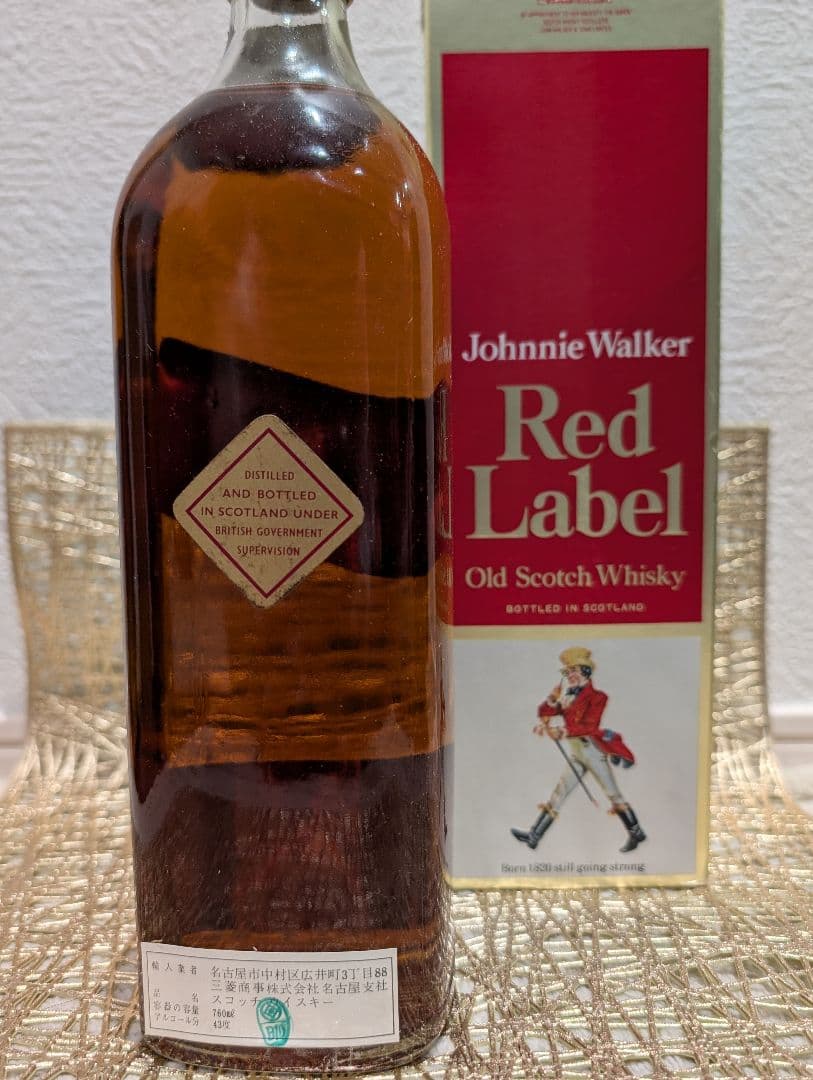 DISTILLED
AND BOTTLED
IN SCOTLAND UNDER
BRITISH GOVERNMENT
SUPERVISION
輸入業者 名古屋市中村区広井町3丁目88
三菱商事株式会社名古屋支社
品名 スコッチウイスキー
容器の容量 760ml
アルコール分 43度
Johnnie Walker
Red
Label
Old Scotch Whisky
BOTTLED IN SCOTLAND
Born 1820 still going strong